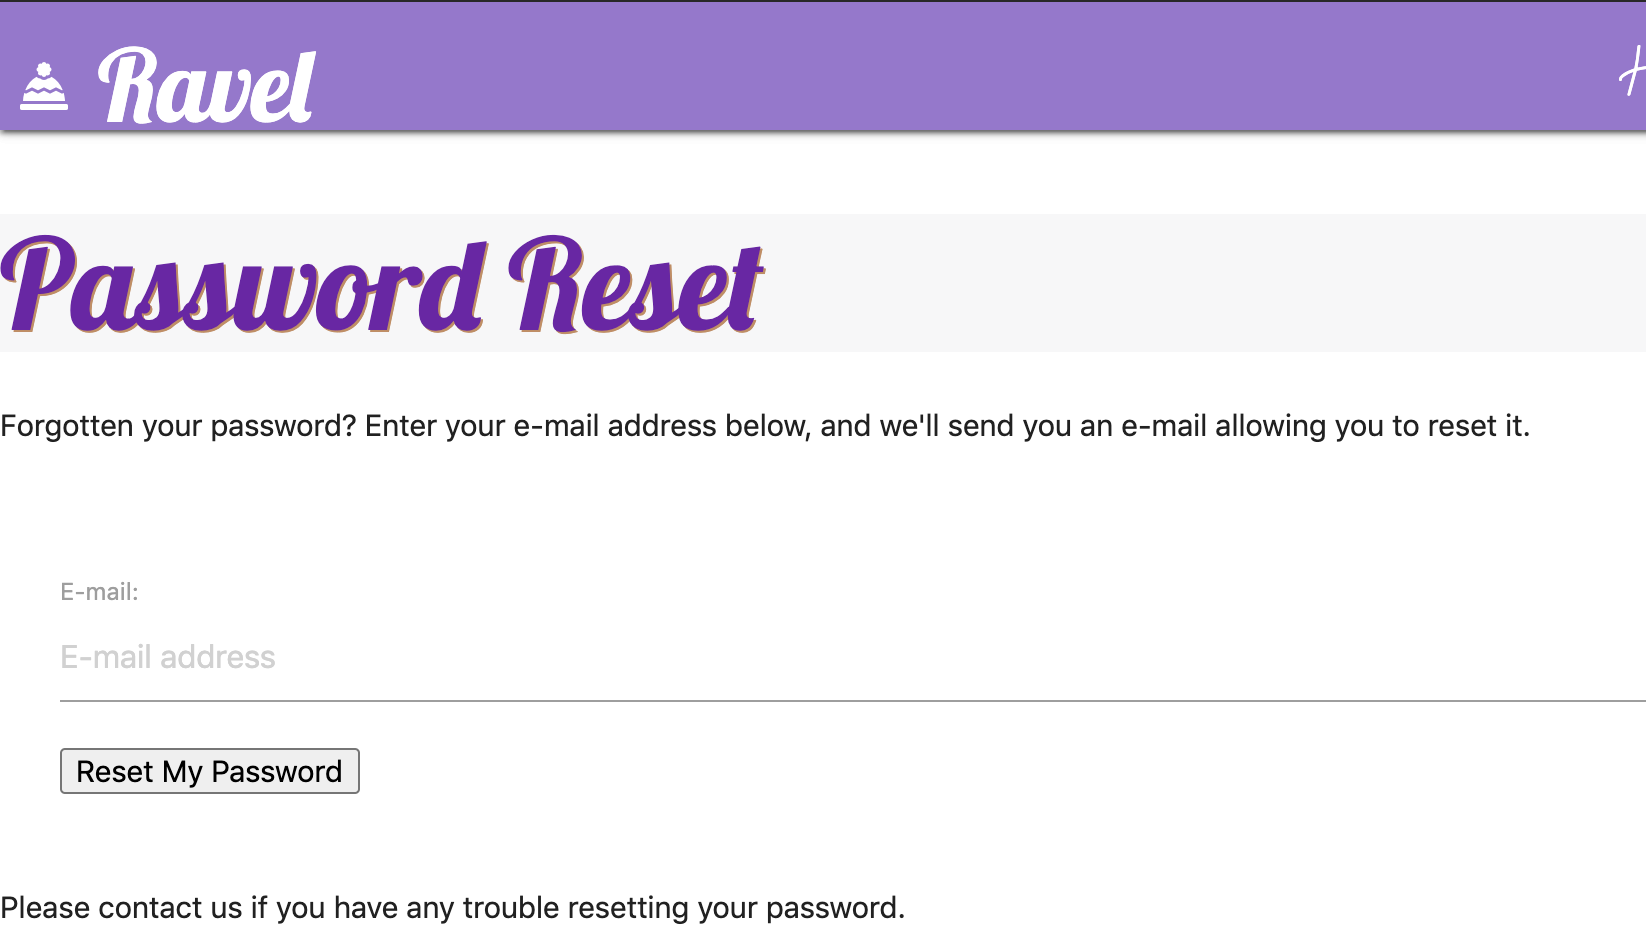 Ravel
Password Reset
Forgotten your password? Enter your e-mail address below, and we'll send you an e-mail allowing you to reset it.
E-mail:
E-mail address
Reset My Password
Please contact us if you have any trouble resetting your password.